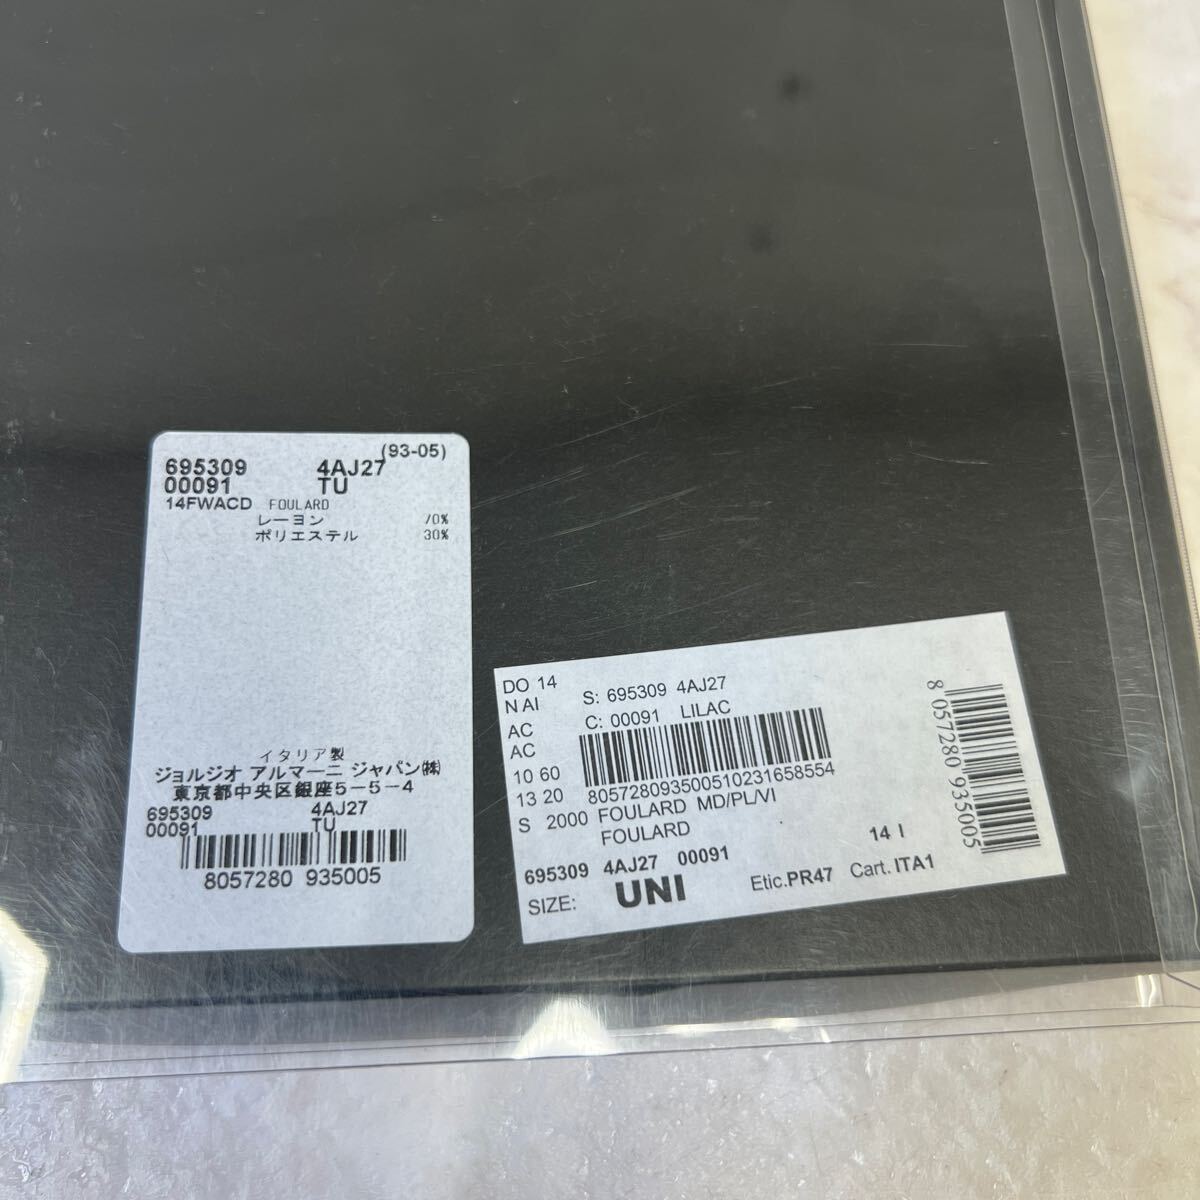 (93-05)
695309 4AJ27
00091 TU
14FWACD FOULARD
レーヨン 70%
ポリエステル 30%
イタリア製
ジョルジオ アルマーニ ジャパン㈱
東京都中央区銀座5-5-4
695309 4AJ27
00091 TU
8057280 935005
DO 14
N AI
AC
AC
10 60
13 20
S 2000
S: 695309 4AJ27
C: 00091 LILAC
805728093500510231658554
FOULARD MD/PL/VI
FOULARD
14 I
695309 4AJ27 00091
SIZE: UNI
Etic.PR47 Cart.ITA1
8 057280 935005